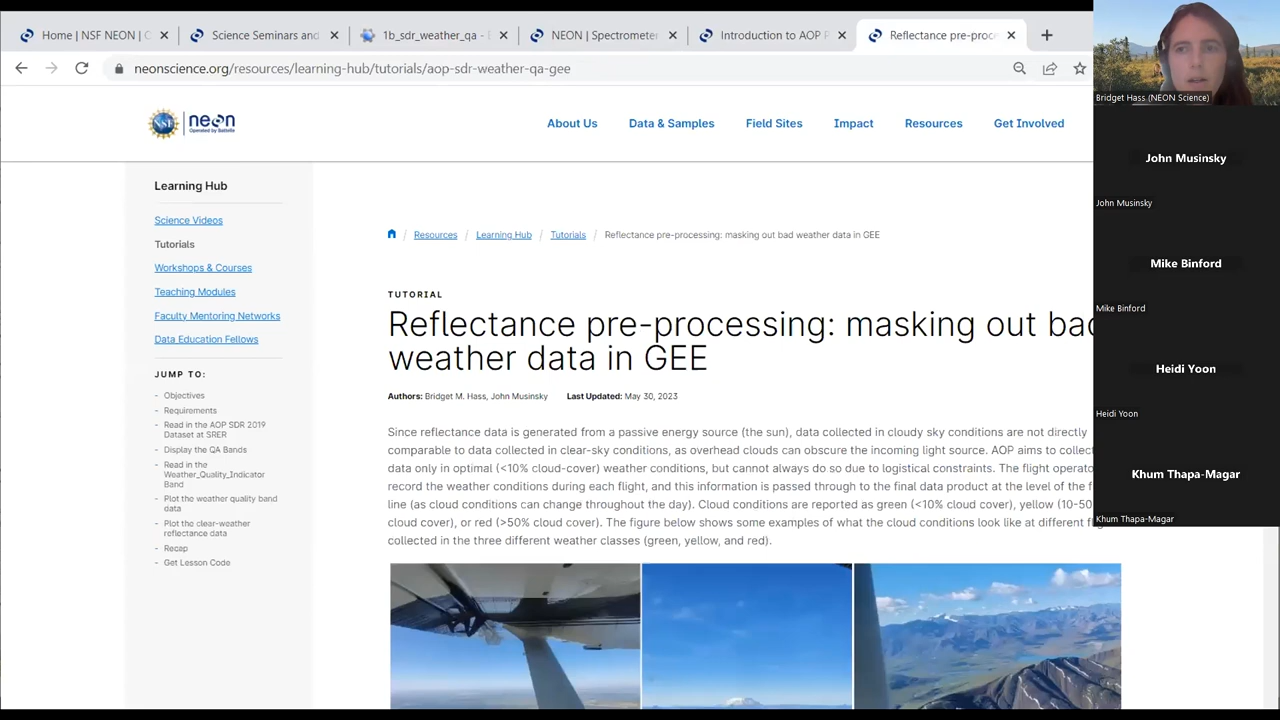 Home | NSF NEON | C
Science Seminars and
1b_sdr_weather_qa - E
NEON | Spectrometer
Introduction to AOP P
Reflectance pre-proce
neonscience.org/resources/learning-hub/tutorials/aop-sdr-weather-qa-gee
Bridget Hass (NEON Science)
NSF
neon
Operated by Battelle
About Us
Data & Samples
Field Sites
Impact
Resources
Get Involved
John Musinsky
John Musinsky
Mike Binford
Mike Binford
Heidi Yoon
Heidi Yoon
Khum Thapa-Magar
Khum Thapa-Magar
Learning Hub
Science Videos
Tutorials
Workshops & Courses
Teaching Modules
Faculty Mentoring Networks
Data Education Fellows
JUMP TO:
- Objectives
- Requirements
- Read in the AOP SDR 2019
Dataset at SRER
- Display the QA Bands
- Read in the
Weather_Quality_Indicator
Band
- Plot the weather quality band
data
- Plot the clear-weather
reflectance data
- Recap
- Get Lesson Code
/ Resources / Learning Hub / Tutorials / Reflectance pre-processing: masking out bad weather data in GEE
TUTORIAL
Reflectance pre-processing: masking out bad
weather data in GEE
Authors: Bridget M. Hass, John Musinsky Last Updated: May 30, 2023
Since reflectance data is generated from a passive energy source (the sun), data collected in cloudy sky conditions are not directly
comparable to data collected in clear-sky conditions, as overhead clouds can obscure the incoming light source. AOP aims to collect
data only in optimal (<10% cloud-cover) weather conditions, but cannot always do so due to logistical constraints. The flight operato
record the weather conditions during each flight, and this information is passed through to the final data product at the level of the f
line (as cloud conditions can change throughout the day). Cloud conditions are reported as green (<10% cloud cover), yellow (10-50
cloud cover), or red (>50% cloud cover). The figure below shows some examples of what the cloud conditions look like at different f
collected in the three different weather classes (green, yellow, and red).